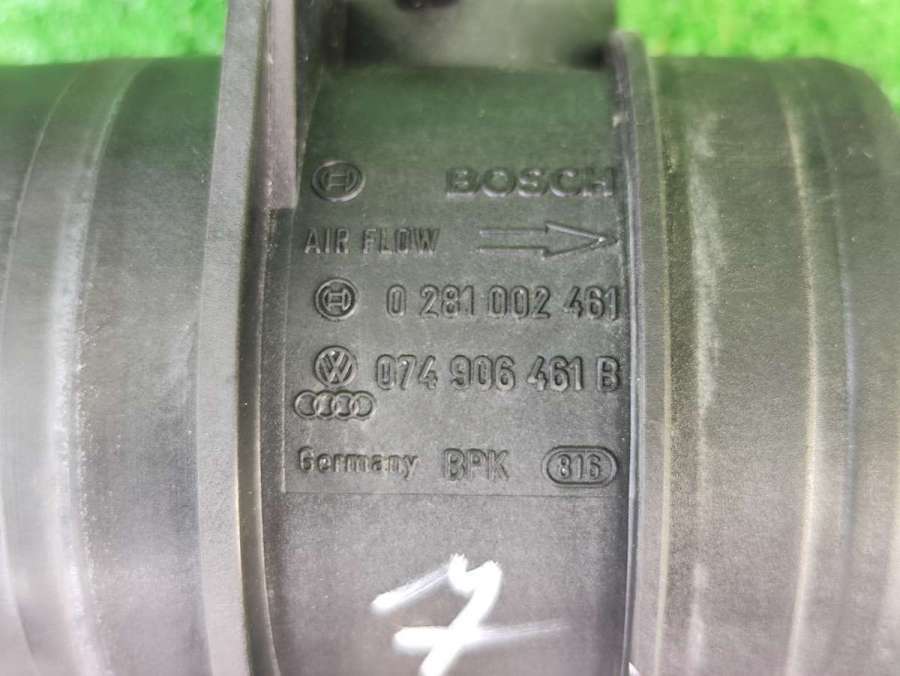 BOSCH
AIR FLOW
0 281 002 461
074 906 461 B
Germany BPK 816
7